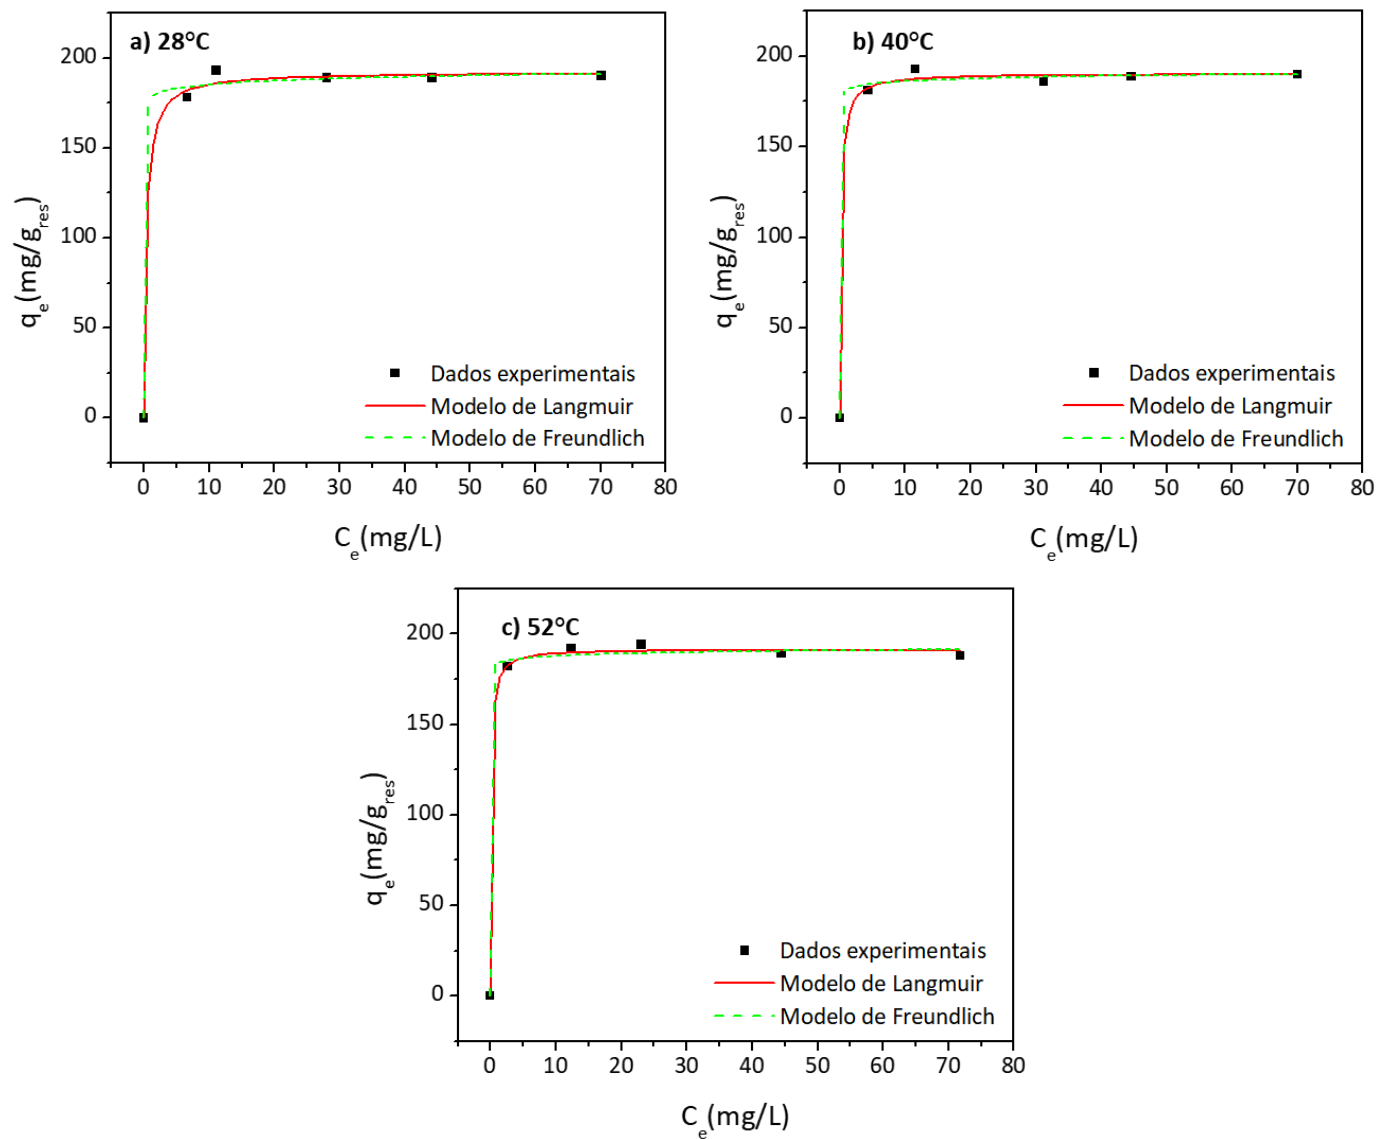 a) 28°C
200
150
100
50
0
q_e(mg/g_res)
Dados experimentais
Modelo de Langmuir
Modelo de Freundlich
0 10 20 30 40 50 60 70 80
C_e(mg/L)
b) 40°C
200
150
100
50
0
q_e(mg/g_res)
Dados experimentais
Modelo de Langmuir
Modelo de Freundlich
0 10 20 30 40 50 60 70 80
C_e(mg/L)
c) 52°C
200
150
100
50
0
q_e(mg/g_res)
Dados experimentais
Modelo de Langmuir
Modelo de Freundlich
0 10 20 30 40 50 60 70 80
C_e(mg/L)